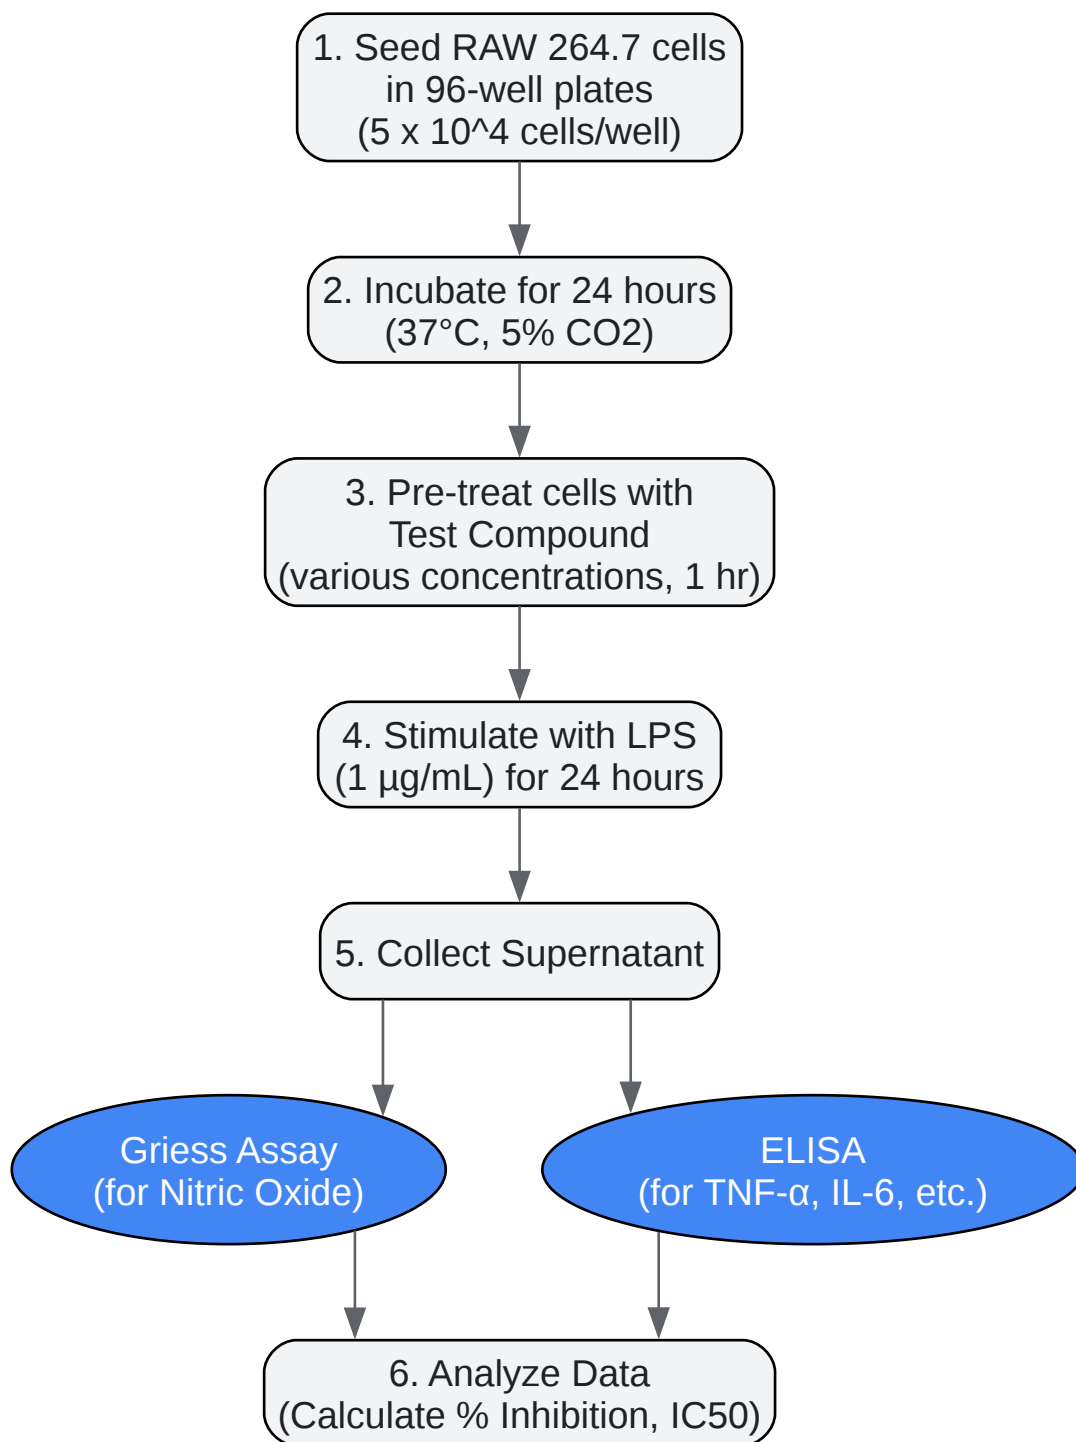 1. Seed RAW 264.7 cells
in 96-well plates
(5 x 10^4 cells/well)
2. Incubate for 24 hours
(37°C, 5% CO2)
3. Pre-treat cells with
Test Compound
(various concentrations, 1 hr)
4. Stimulate with LPS
(1 µg/mL) for 24 hours
5. Collect Supernatant
Griess Assay
(for Nitric Oxide)
ELISA
(for TNF-α, IL-6, etc.)
6. Analyze Data
(Calculate % Inhibition, IC50)